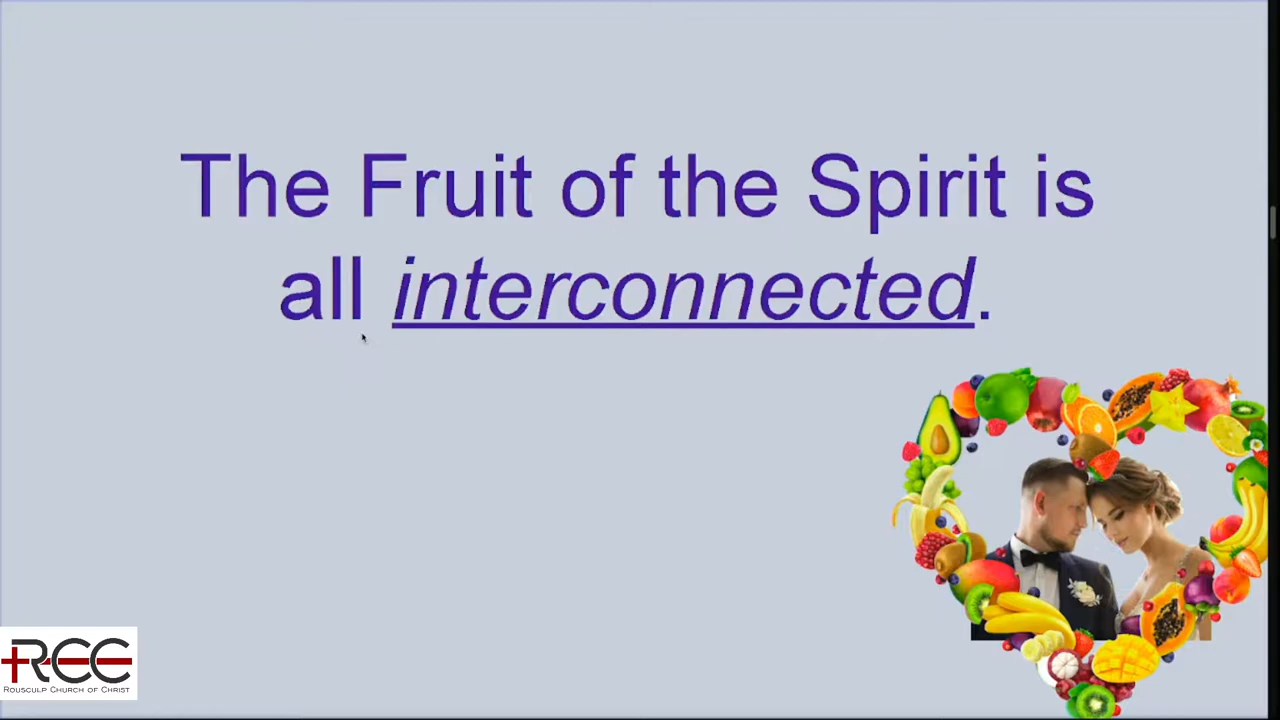 The Fruit of the Spirit is
all interconnected.
RCC
Rousculp Church of Christ